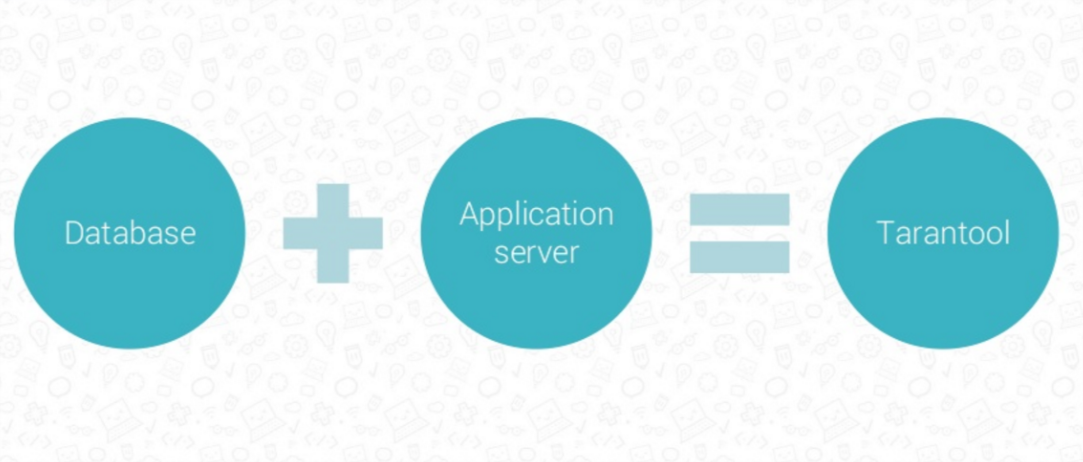 Database
Application
server
Tarantool